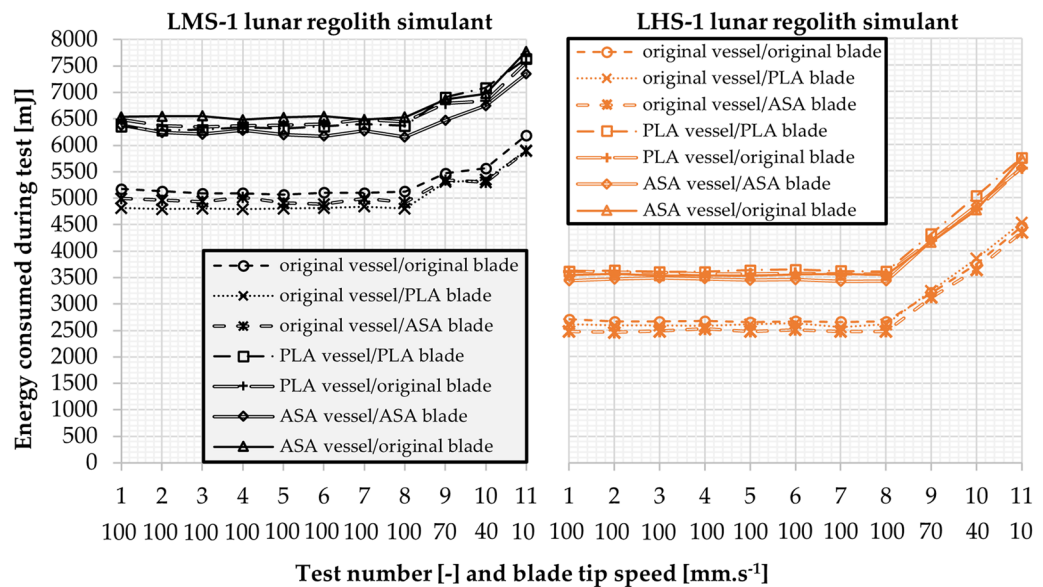 LMS-1 lunar regolith simulant
LHS-1 lunar regolith simulant
Energy consumed during test [mJ]
8000
7500
7000
6500
6000
5500
5000
4500
4000
3500
3000
2500
2000
1500
1000
500
0
original vessel/original blade
original vessel/PLA blade
original vessel/ASA blade
PLA vessel/PLA blade
PLA vessel/original blade
ASA vessel/ASA blade
ASA vessel/original blade
original vessel/original blade
original vessel/PLA blade
original vessel/ASA blade
PLA vessel/PLA blade
PLA vessel/original blade
ASA vessel/ASA blade
ASA vessel/original blade
1 2 3 4 5 6 7 8 9 10 11
100 100 100 100 100 100 100 100 70 40 10
1 2 3 4 5 6 7 8 9 10 11
100 100 100 100 100 100 100 100 70 40 10
Test number [-] and blade tip speed [mm.s⁻¹]